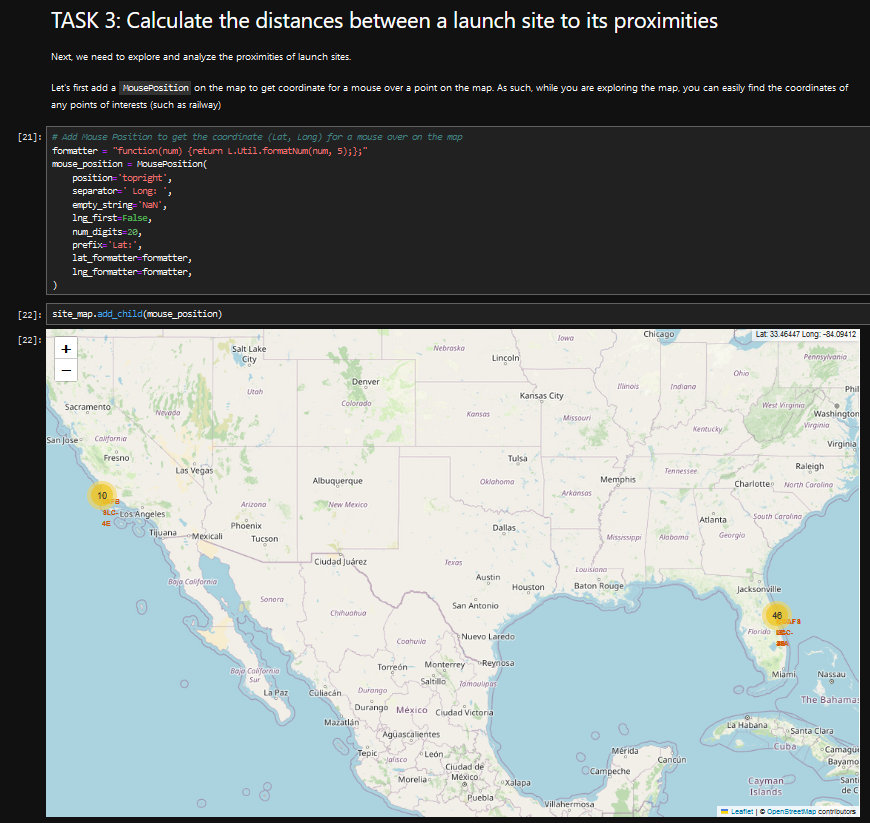 TASK 3: Calculate the distances between a launch site to its proximities
Next, we need to explore and analyze the proximities of launch sites.
Let's first add a MousePosition on the map to get coordinate for a mouse over a point on the map. As such, while you are exploring the map, you can easily find the coordinates of
any points of interests (such as railway)
[21]:
# Add Mouse Position to get the coordinate (Lat, Long) for a mouse over on the map
formatter = "function(num) {return L.Util.formatNum(num, 5);};"
mouse_position = MousePosition(
    position='topright',
    separator=' Long: ',
    empty_string='NaN',
    lng_first=False,
    num_digits=20,
    prefix='Lat:',
    lat_formatter=formatter,
    lng_formatter=formatter,
)
[22]:
site_map.add_child(mouse_position)
[22]:
+
−
Lat: 33.46447 Long: -84.09412
Chicago
Iowa
Salt Lake
City
Nebraska
Lincoln
Pennsylvania
Ohio
Denver
Colorado
Utah
Illinois
Indiana
Phil
Kansas City
Sacramento
Nevada
Kansas
Missouri
West Virginia
Washington
Virginia
Kentucky
San Jose
California
Virginia
Fresno
Las Vegas
Tulsa
Raleigh
Tennessee
Albuquerque
Oklahoma
Memphis
Charlotte
North Carolina
10
Arkansas
Arizona
New Mexico
SLC-
4E
Los Angeles
Phoenix
Atlanta
South Carolina
Tijuana
Mexicali
Tucson
Dallas
Mississippi
Alabama
Georgia
Ciudad Juárez
Texas
Louisiana
Baja California
Austin
Houston
Baton Rouge
Jacksonville
Sonora
San Antonio
Chihuahua
46
Florida
Coahuila
Nuevo Laredo
Baja California
Sur
Torreón
Monterrey
Reynosa
Saltillo
Miami
Nassau
La Paz
Culiacán
Durango
Tamaulipas
The Bahamas
Durango
México
Ciudad Victoria
Mazatlán
La Habana
Santa Clara
Aguascalientes
Cuba
Tepic
León
Mérida
Cancún
Camagu
Jalisco
Ciudad de
México
Campeche
Bayamo
Morelia
Xalapa
Cayman
Islands
Santi
de C
Puebla
Villahermosa
Leaflet | © OpenStreetMap contributors